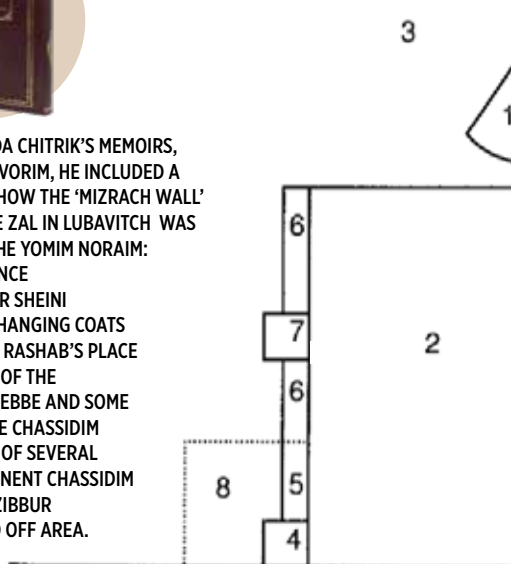 DA CHITRIK'S MEMOIRS,
VORIM, HE INCLUDED A
HOW THE 'MIZRACH WALL'
E ZAL IN LUBAVITCH WAS
HE YOMIM NORAIM:
NCE
R SHEINI
HANGING COATS
RASHAB'S PLACE
OF THE
EBBE AND SOME
E CHASSIDIM
OF SEVERAL
NENT CHASSIDIM
ZIBBUR
OFF AREA.
3
1
6
7
2
6
8
5
4